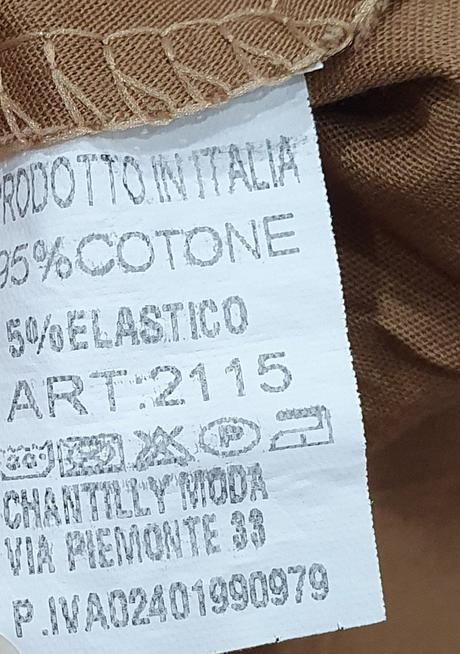 RODOTTO IN ITALIA
95% COTONE
5% ELASTICO
ART.:2115
P
CHANTILLY MODA
VIA PIEMONTE 33
P.IVA02401990979